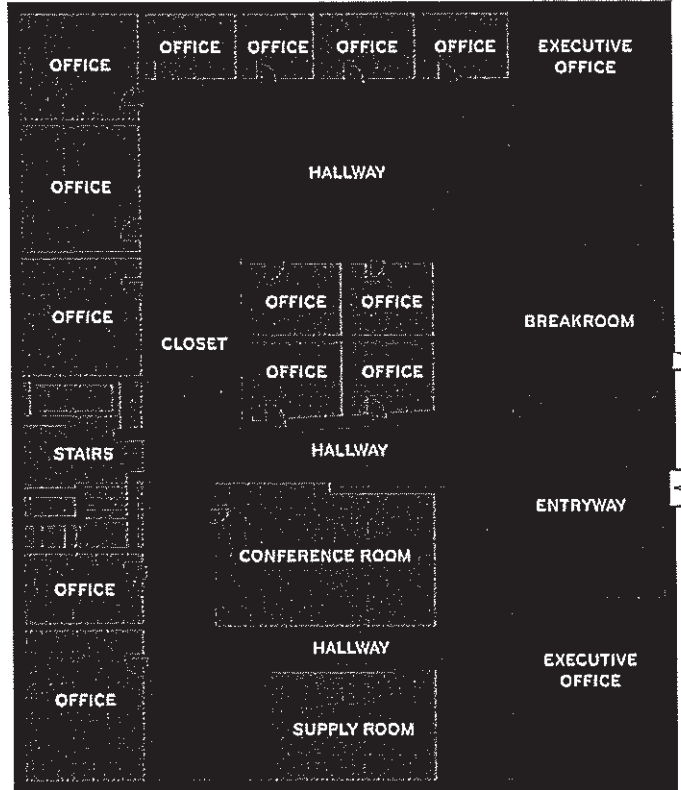 OFFICE
OFFICE
OFFICE
OFFICE
OFFICE
EXECUTIVE
OFFICE
HALLWAY
OFFICE
OFFICE
OFFICE
OFFICE
CLOSET
BREAKROOM
OFFICE
OFFICE
STAIRS
HALLWAY
ENTRYWAY
CONFERENCE ROOM
OFFICE
HALLWAY
EXECUTIVE
OFFICE
OFFICE
SUPPLY ROOM